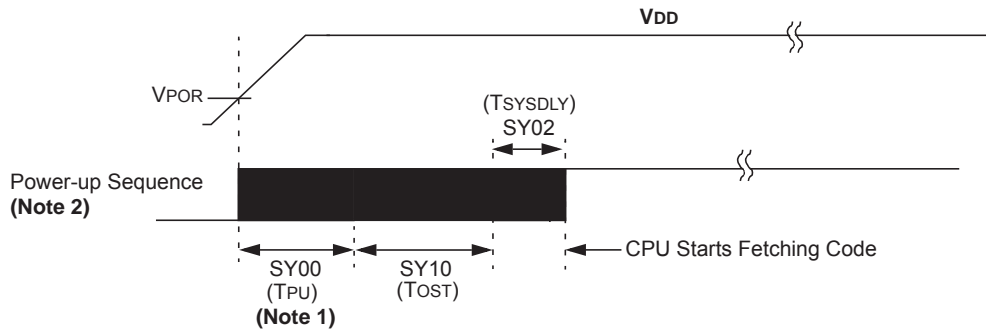 VDD
VPOR
(TSYSDLY)
SY02
Power-up Sequence
(Note 2)
CPU Starts Fetching Code
SY00
(TPU)
(Note 1)
SY10
(TOST)